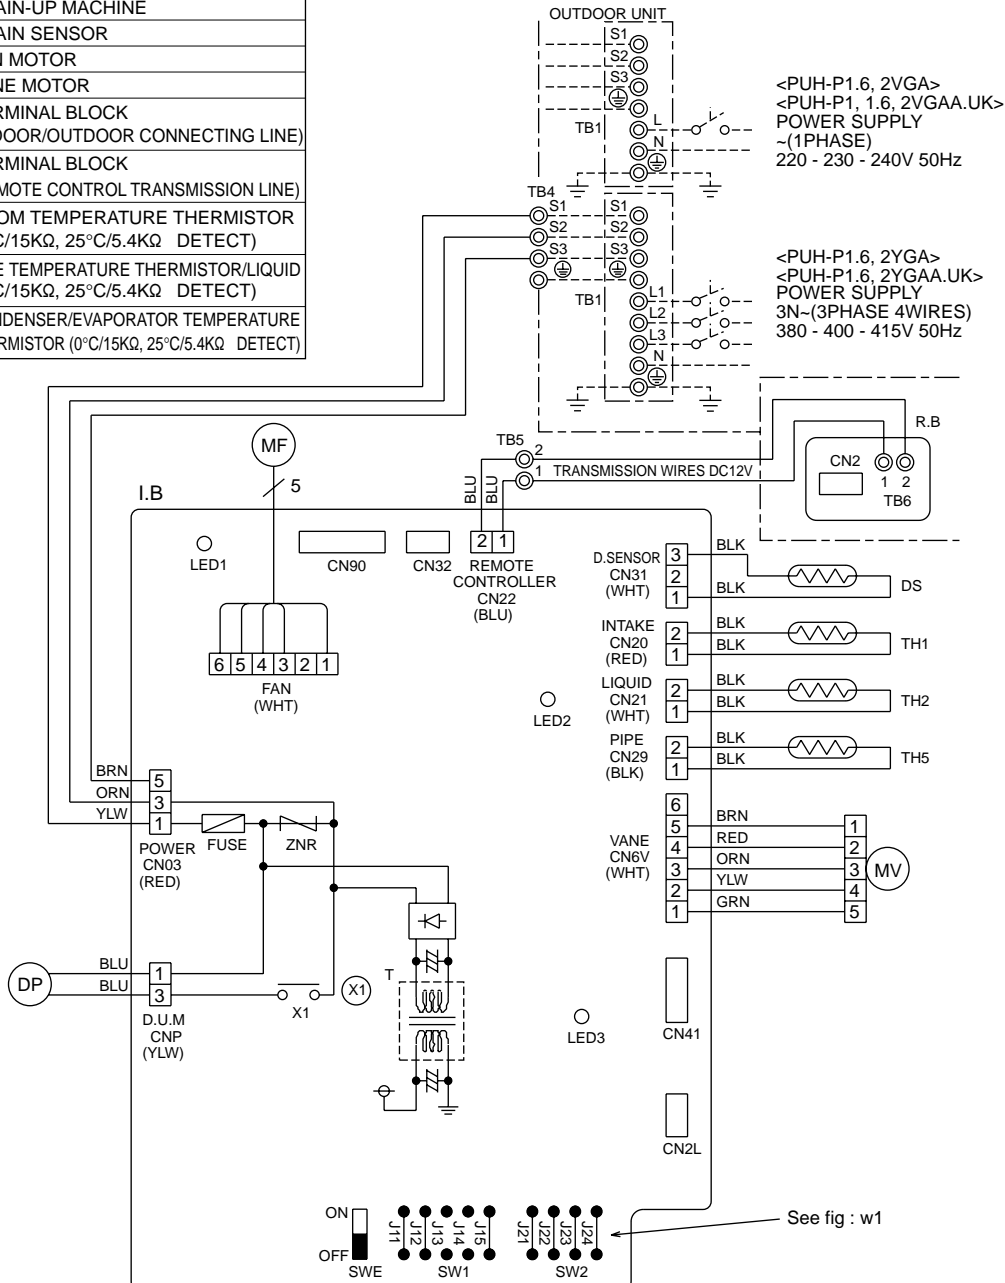 AIN-UP MACHINE
AIN SENSOR
N MOTOR
NE MOTOR
RMINAL BLOCK
DOOR/OUTDOOR CONNECTING LINE)
RMINAL BLOCK
MOTE CONTROL TRANSMISSION LINE)
OM TEMPERATURE THERMISTOR
C/15KΩ, 25°C/5.4KΩ DETECT)
E TEMPERATURE THERMISTOR/LIQUID
C/15KΩ, 25°C/5.4KΩ DETECT)
NDENSER/EVAPORATOR TEMPERATURE
RMISTOR (0°C/15KΩ, 25°C/5.4KΩ DETECT)
OUTDOOR UNIT
S1
S2
S3
TB1
L
N
<PUH-P1.6, 2VGA>
<PUH-P1, 1.6, 2VGAA.UK>
POWER SUPPLY
~(1PHASE)
220 - 230 - 240V 50Hz
TB4
S1
S2
S3
S1
S2
S3
TB1
L1
L2
L3
N
<PUH-P1.6, 2YGA>
<PUH-P1.6, 2YGAA.UK>
POWER SUPPLY
3N~(3PHASE 4WIRES)
380 - 400 - 415V 50Hz
MF
5
TB5
2
1
TRANSMISSION WIRES DC12V
BLU
BLU
R.B
CN2
1 2
TB6
I.B
LED1
CN90
CN32
2 1
REMOTE
CONTROLLER
CN22
(BLU)
6 5 4 3 2 1
FAN
(WHT)
LED2
D.SENSOR
CN31
(WHT)
3
2
1
BLK
BLK
DS
INTAKE
CN20
(RED)
2
1
BLK
BLK
TH1
LIQUID
CN21
(WHT)
2
1
BLK
BLK
TH2
PIPE
CN29
(BLK)
2
1
BLK
BLK
TH5
VANE
CN6V
(WHT)
6
5
4
3
2
1
BRN
RED
ORN
YLW
GRN
1
2
3
4
5
MV
BRN
ORN
YLW
5
3
1
POWER
CN03
(RED)
FUSE
ZNR
DP
BLU
BLU
1
3
D.U.M
CNP
(YLW)
X1
X1
T
LED3
CN41
CN2L
ON
OFF
SWE
J11
J12
J13
J14
J15
SW1
J21
J22
J23
J24
SW2
See fig : w1